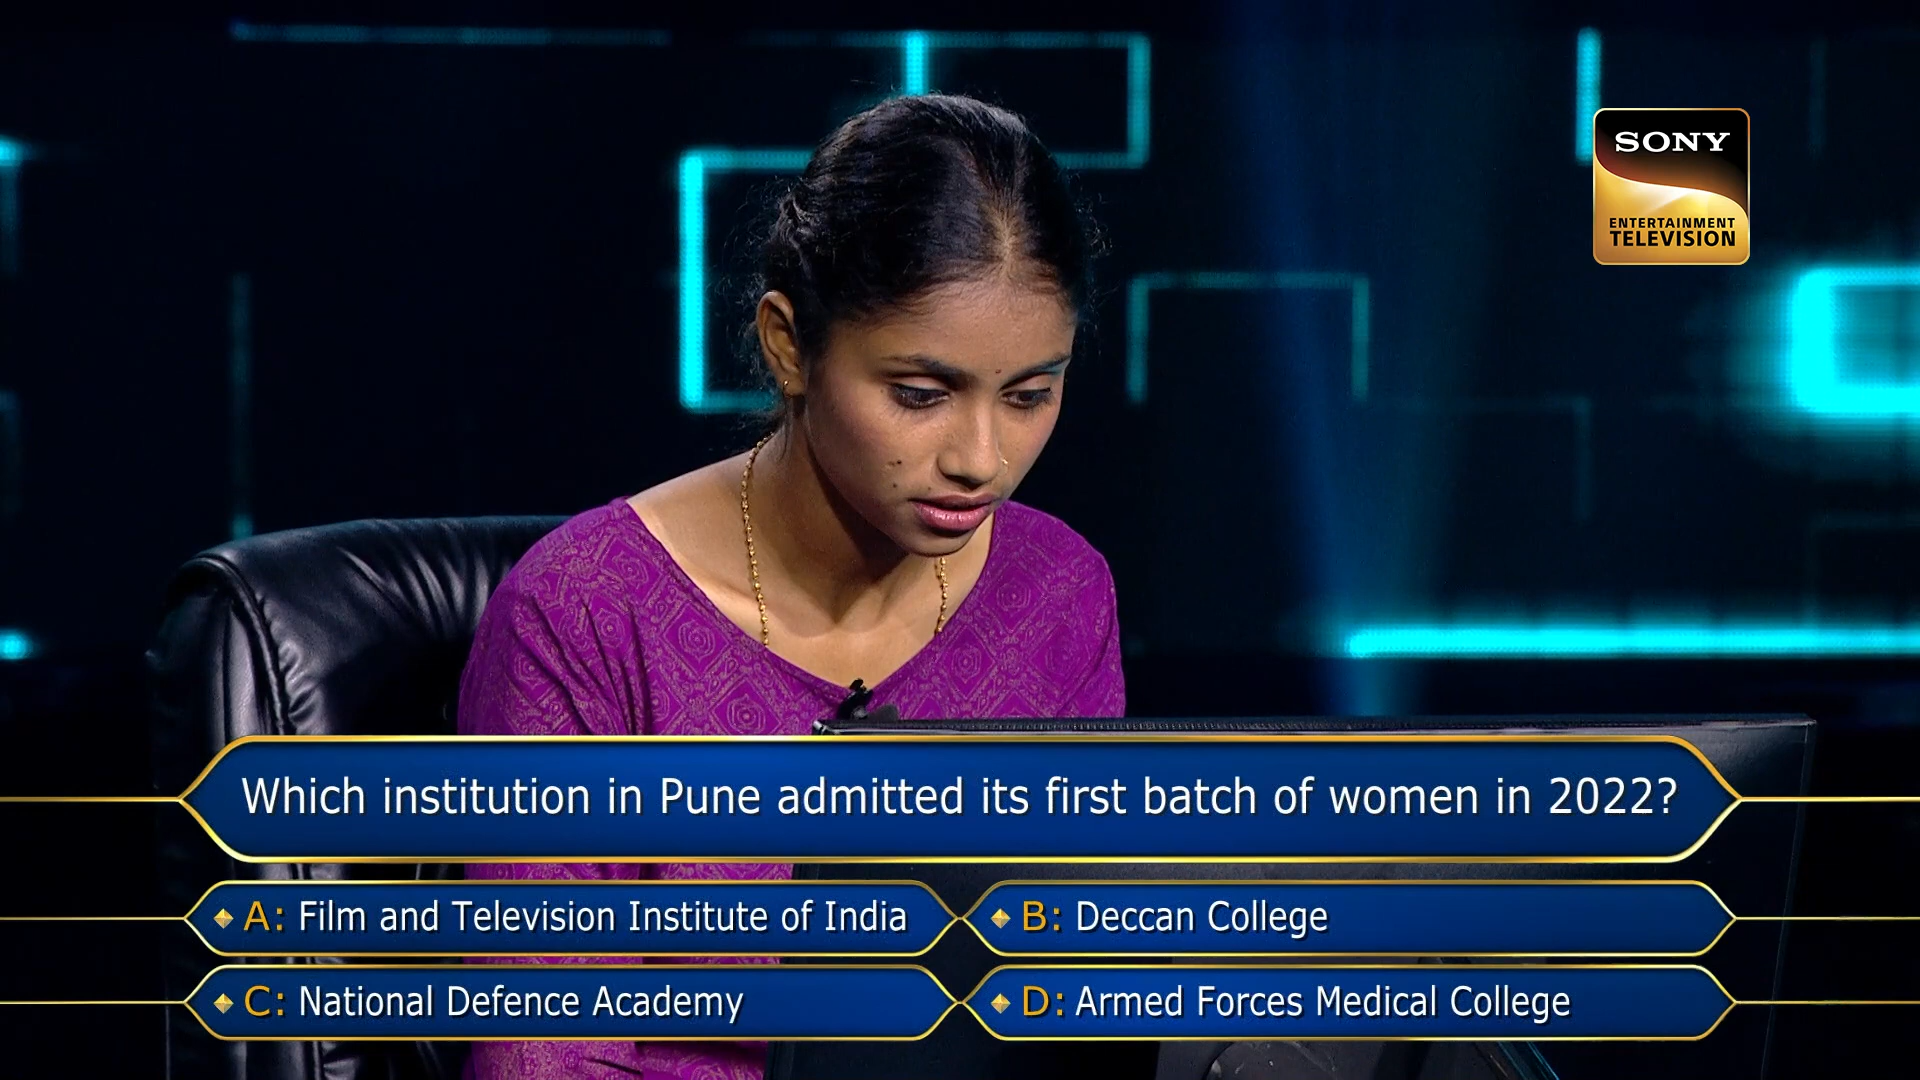 SONY
ENTERTAINMENT
TELEVISION
Which institution in Pune admitted its first batch of women in 2022?
A: Film and Television Institute of India
B: Deccan College
C: National Defence Academy
D: Armed Forces Medical College